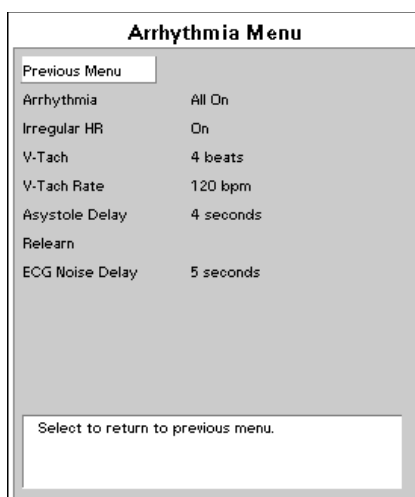 Arrhythmia Menu
Previous Menu
Arrhythmia All On
Irregular HR On
V-Tach 4 beats
V-Tach Rate 120 bpm
Asystole Delay 4 seconds
Relearn
ECG Noise Delay 5 seconds
Select to return to previous menu.